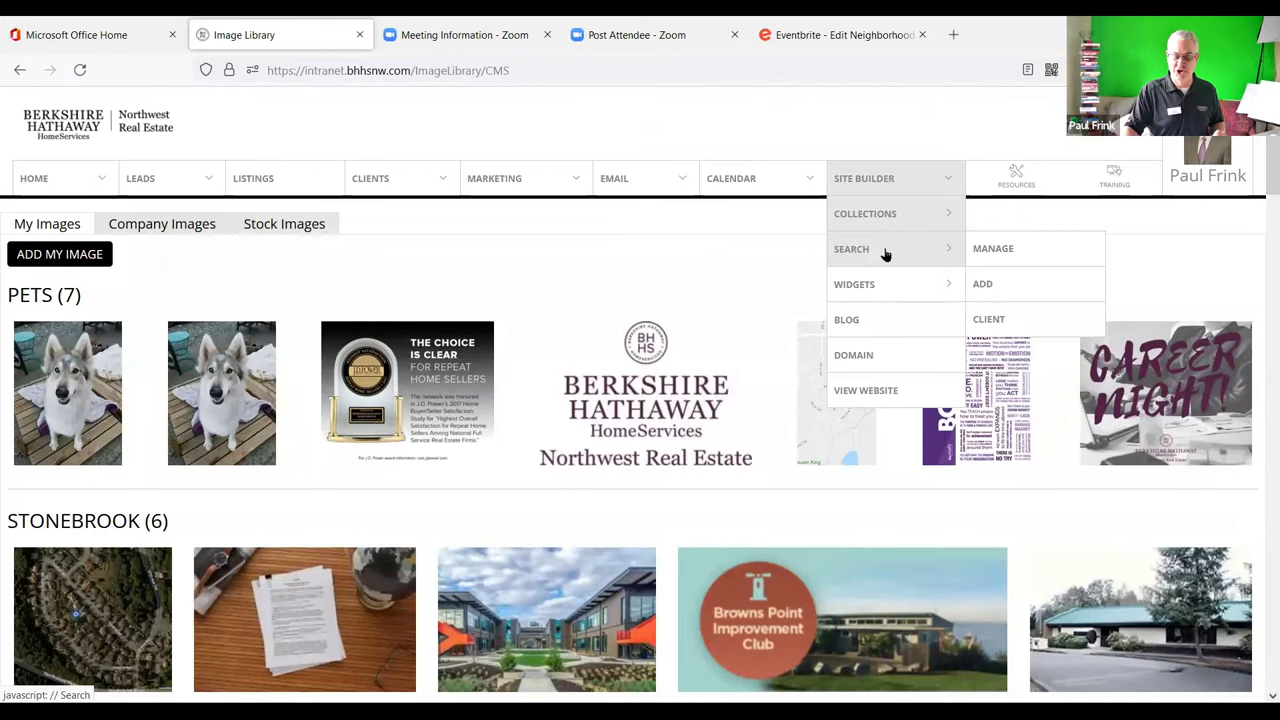 Microsoft Office Home
Image Library
Meeting Information - Zoom
Post Attendee - Zoom
Eventbrite - Edit Neighborhood
https://intranet.bhhsnw.com/ImageLibrary/CMS
Paul Frink
BERKSHIRE
HATHAWAY
HomeServices
Northwest
Real Estate
HOME
LEADS
LISTINGS
CLIENTS
MARKETING
EMAIL
CALENDAR
SITE BUILDER
RESOURCES
TRAINING
Paul Frink
COLLECTIONS
SEARCH
WIDGETS
BLOG
DOMAIN
VIEW WEBSITE
MANAGE
ADD
CLIENT
My Images
Company Images
Stock Images
ADD MY IMAGE
PETS (7)
THE CHOICE
IS CLEAR
FOR REPEAT
HOME SELLERS
BH
HS
BERKSHIRE
HATHAWAY
HomeServices
Northwest Real Estate
CAREER
NIGHT!
STONEBROOK (6)
Browns Point
Improvement
Club
javascript: // Search